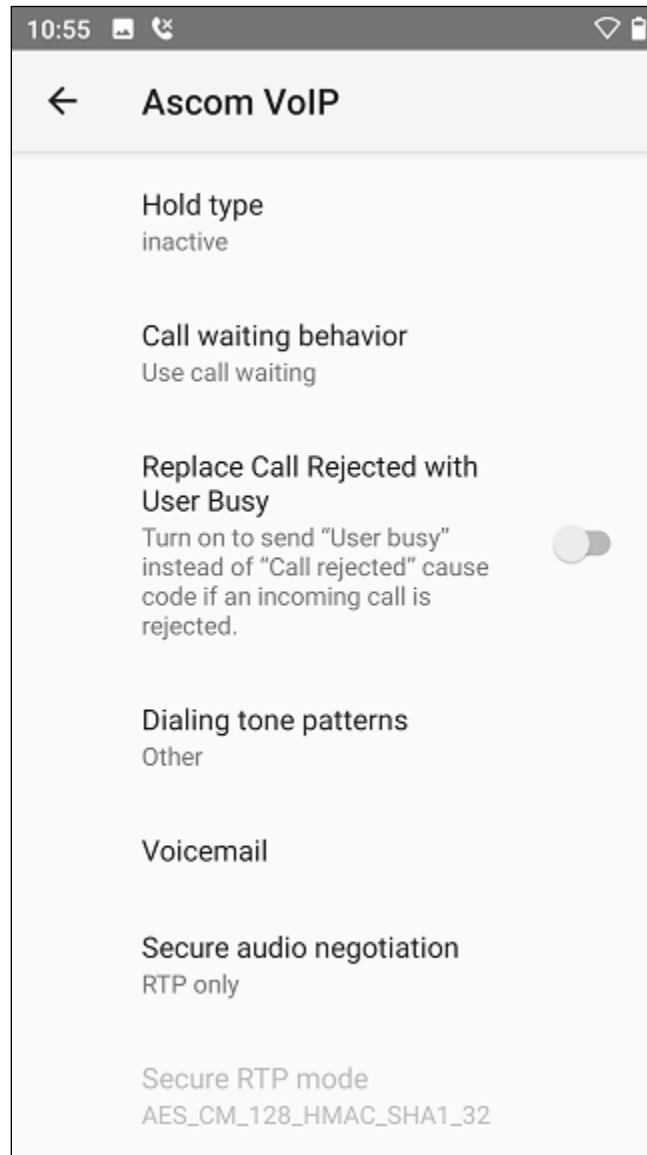 10:55
Ascom VoIP
Hold type
inactive
Call waiting behavior
Use call waiting
Replace Call Rejected with
User Busy
Turn on to send “User busy”
instead of “Call rejected” cause
code if an incoming call is
rejected.
Dialing tone patterns
Other
Voicemail
Secure audio negotiation
RTP only
Secure RTP mode
AES_CM_128_HMAC_SHA1_32